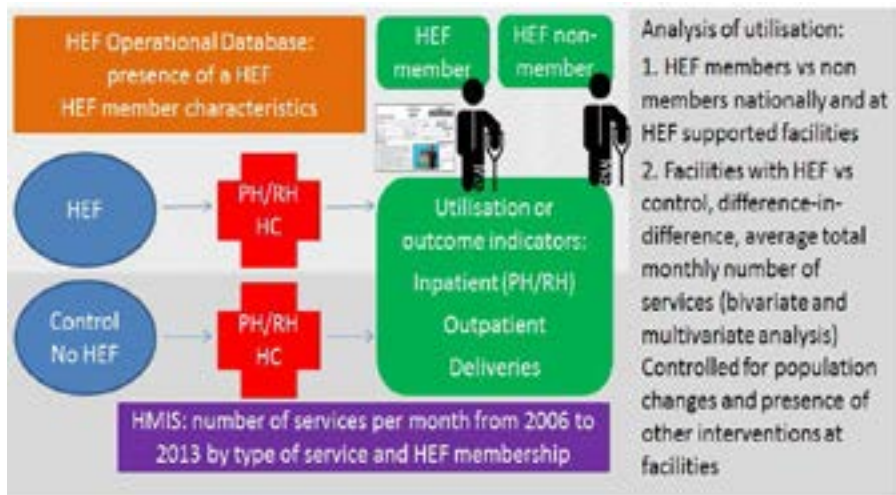 HEF Operational Database:
presence of a HEF
HEF member characteristics
HEF
member
HEF non-
member
HEF
PH/RH
HC
Control
No HEF
PH/RH
HC
Utilisation or
outcome indicators:
Inpatient (PH/RH)
Outpatient
Deliveries
HMIS: number of services per month from 2006 to
2013 by type of service and HEF membership
Analysis of utilisation:
1. HEF members vs non
members nationally and at
HEF supported facilities
2. Facilities with HEF vs
control, difference-in-
difference, average total
monthly number of
services (bivariate and
multivariate analysis)
Controlled for population
changes and presence of
other interventions at
facilities